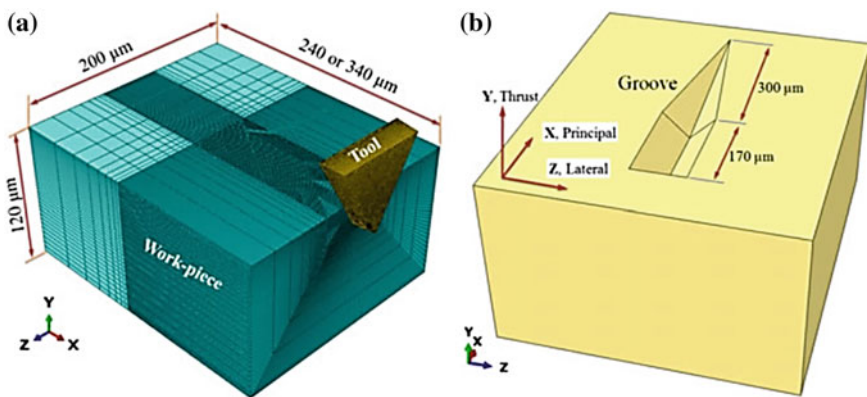 (a)
200 µm
240 or 340 µm
120 µm
Tool
Work-piece
Y
Z
X
(b)
Groove
300 µm
170 µm
Y, Thrust
X, Principal
Z, Lateral
Y
X
Z